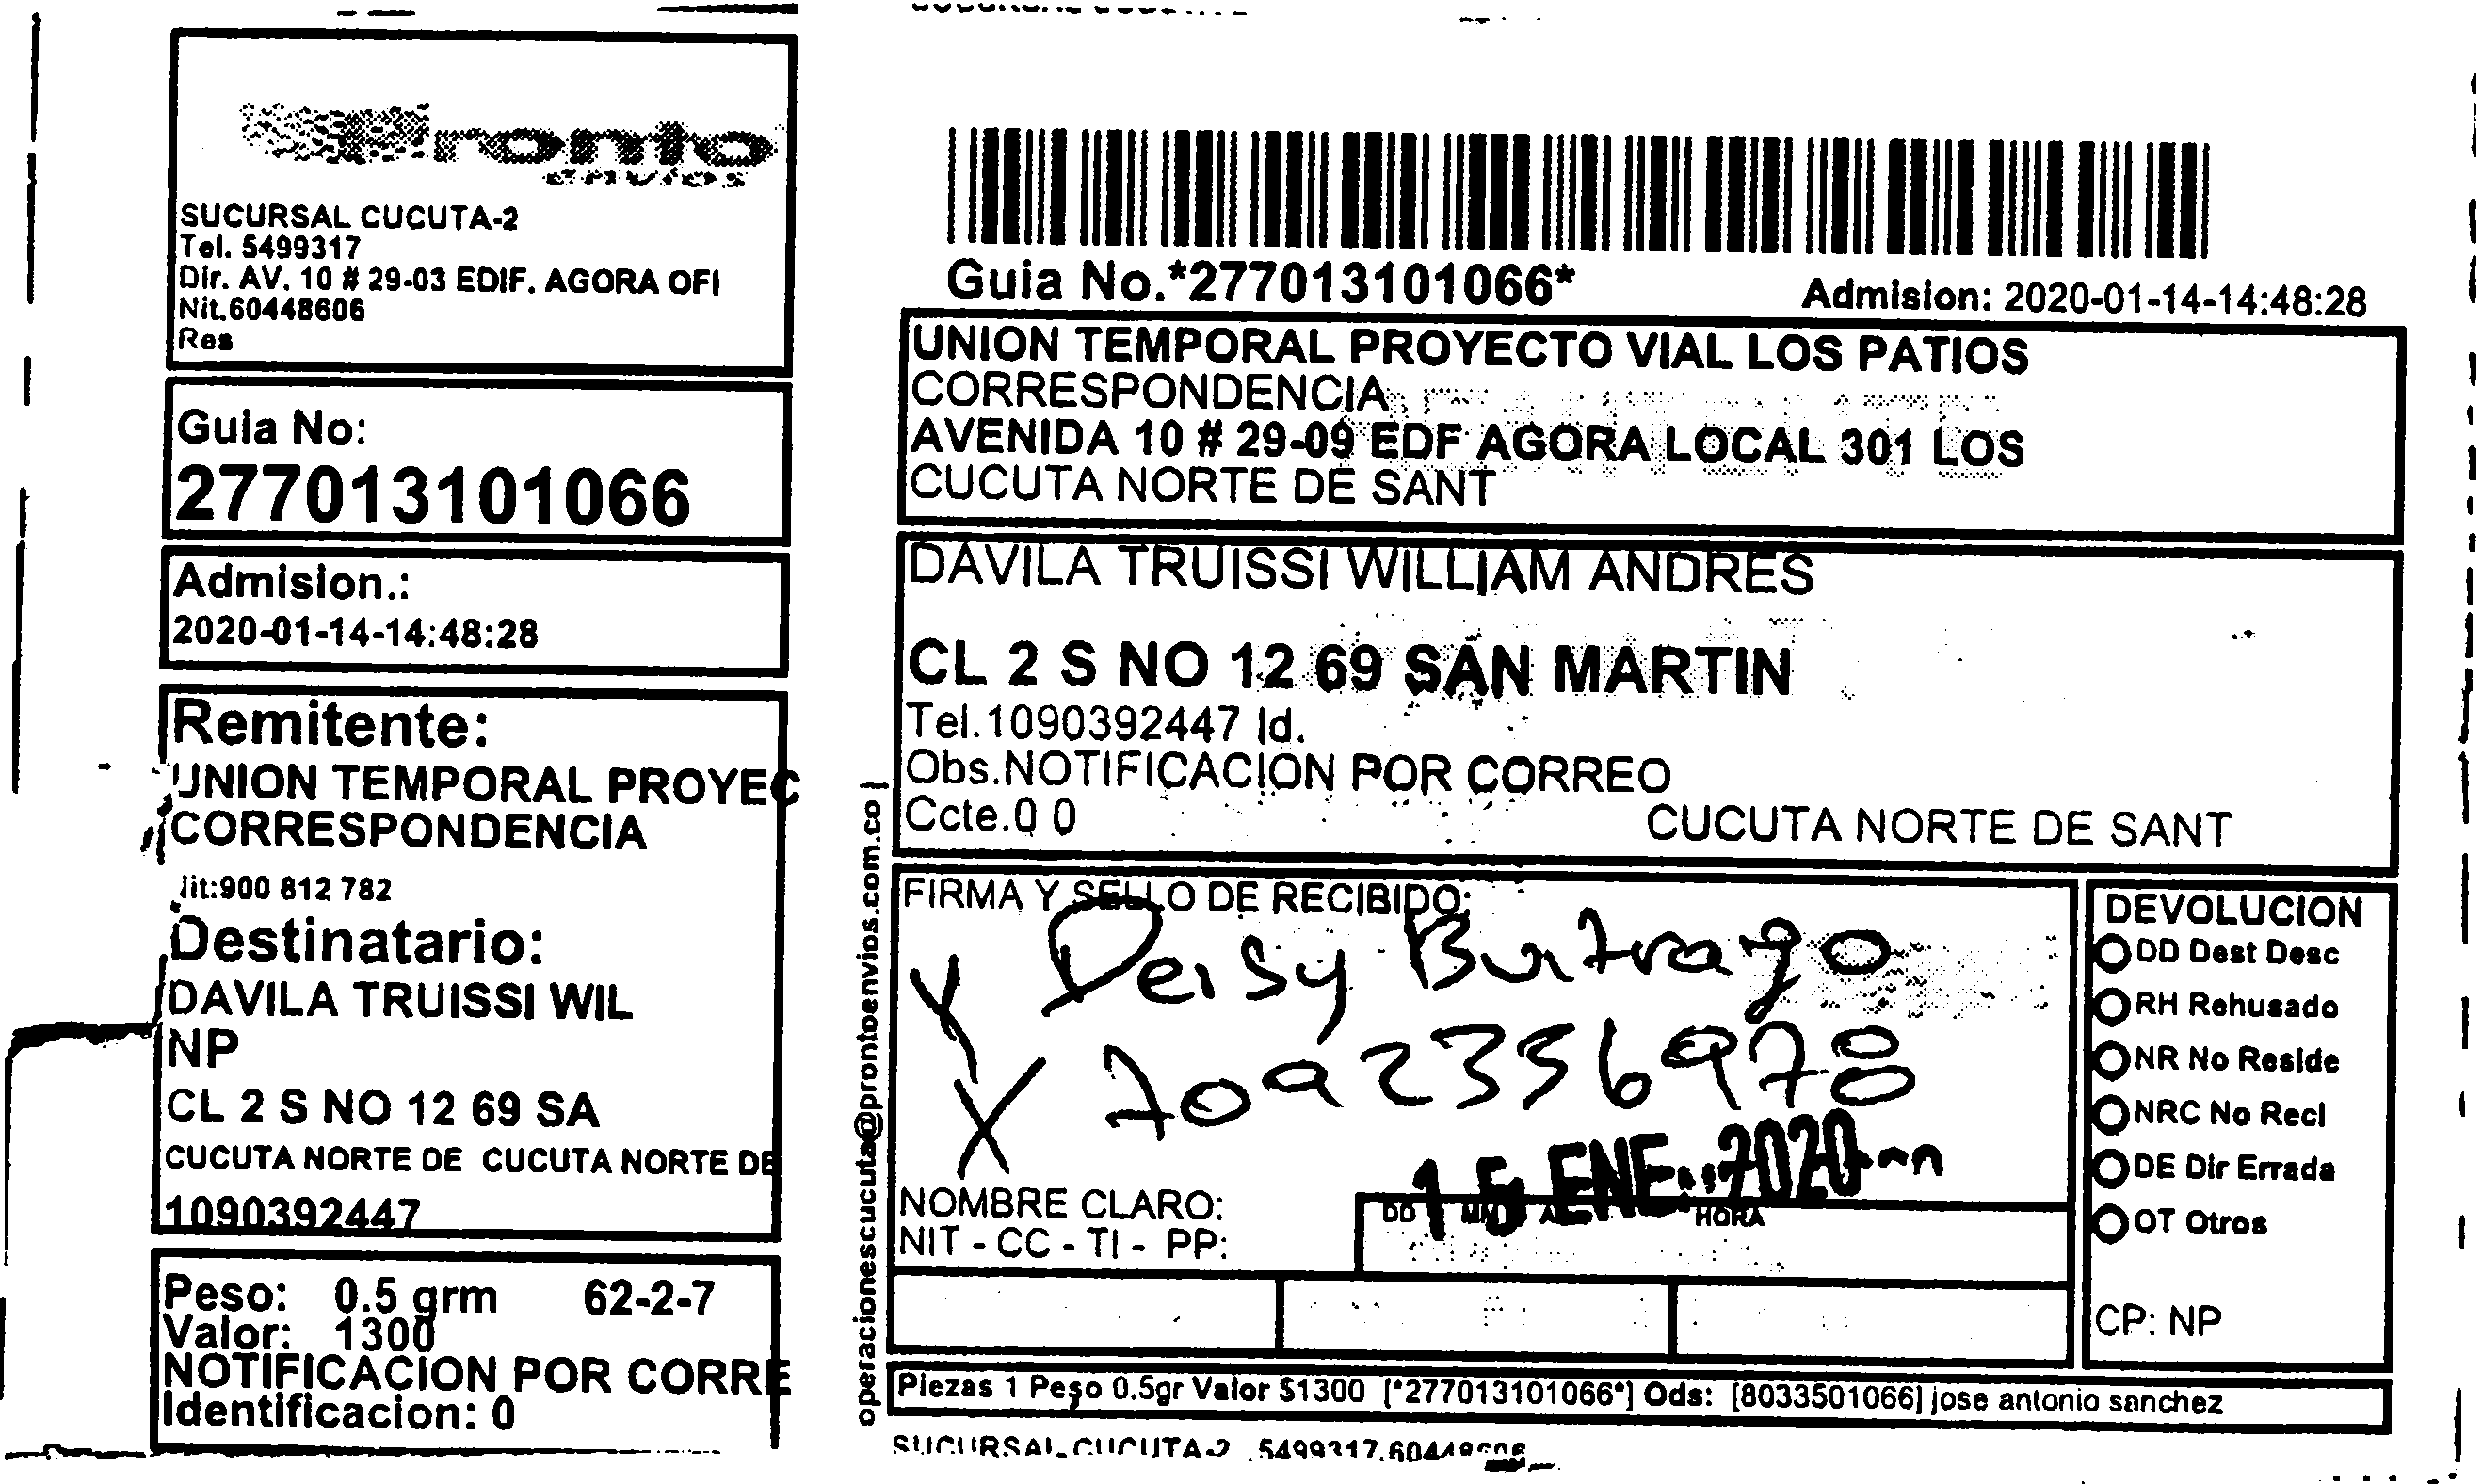 Pronto
envios
SUCURSAL CUCUTA-2
Tel. 5499317
Dir. AV. 10 # 29-03 EDIF. AGORA OFI
Nit.60448606
Res
Guia No:
277013101066
Admision.:
2020-01-14-14:48:28
Remitente:
UNION TEMPORAL PROYEC
CORRESPONDENCIA
Nit:900 812 782
Destinatario:
DAVILA TRUISSI WIL
NP
CL 2 S NO 12 69 SA
CUCUTA NORTE DE CUCUTA NORTE DE
1090392447
Peso: 0.5 grm 62-2-7
Valor: 1300
NOTIFICACION POR CORRE
Identificacion: 0
operacionescucuta@prontoenvios.com.co |
Guia No.*277013101066*
Admision: 2020-01-14-14:48:28
UNION TEMPORAL PROYECTO VIAL LOS PATIOS
CORRESPONDENCIA
AVENIDA 10 # 29-09 EDF AGORA LOCAL 301 LOS
CUCUTA NORTE DE SANT
DAVILA TRUISSI WILLIAM ANDRES
CL 2 S NO 12 69 SAN MARTIN
Tel.1090392447 Id.
Obs.NOTIFICACION POR CORREO
Ccte.0 0
CUCUTA NORTE DE SANT
FIRMA Y SELLO DE RECIBIDO:
Deisy Buitrago
X 1092356978
15 ENE. 2020
NOMBRE CLARO:
DD MM A HORA
NIT - CC - TI - PP:
DEVOLUCION
DD Dest Desc
RH Rehusado
NR No Reside
NRC No Recl
DE Dir Errada
OT Otros
CP: NP
Piezas 1 Peso 0.5gr Valor $1300 [*277013101066*] Ods: [8033501066] jose antonio sanchez
SUCURSAL CUCUTA-2 .5499317.60448606